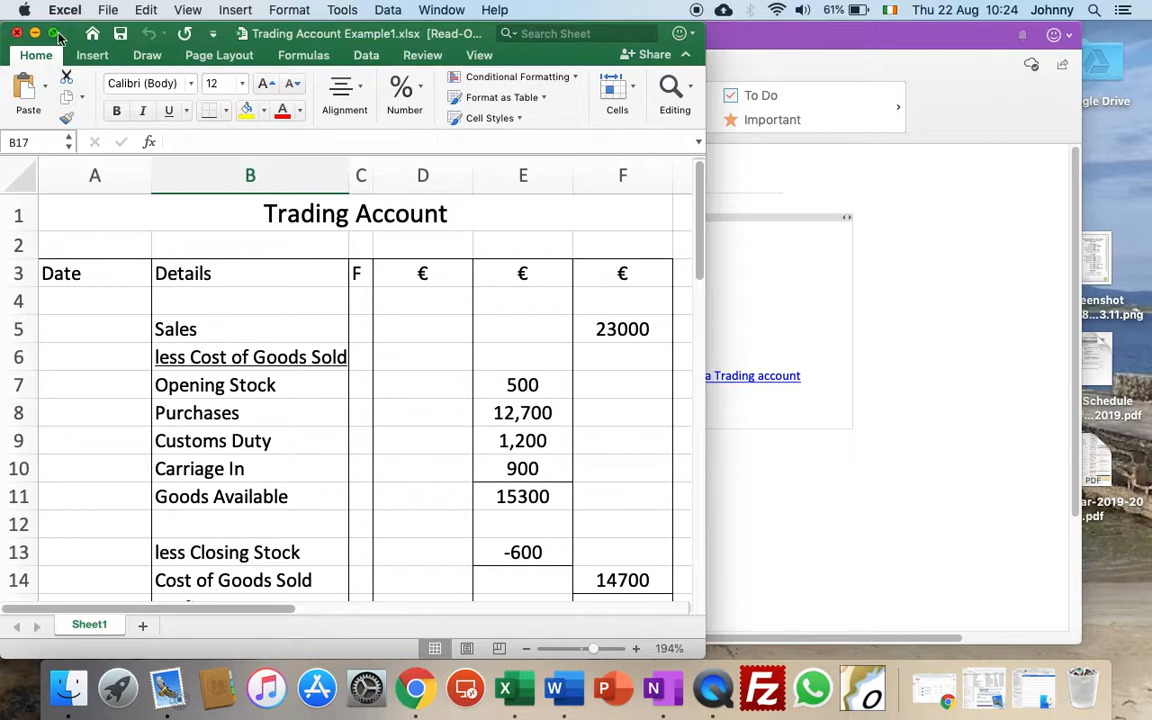 Excel File Edit View Insert Format Tools Data Window Help 61% Thu 22 Aug 10:24 Johnny
Trading Account Example1.xlsx [Read-O... Search Sheet
Home Insert Draw Page Layout Formulas Data Review View Share
Paste Calibri (Body) 12 A A Alignment % Number Conditional Formatting Cells Editing
B I U A Format as Table
Cell Styles
To Do
Important
gle Drive
B17 fx
A B C D E F
1 Trading Account
2
3 Date Details F € € €
4
5 Sales 23000
6 less Cost of Goods Sold
7 Opening Stock 500
8 Purchases 12,700
9 Customs Duty 1,200
10 Carriage In 900
11 Goods Available 15300
12
13 less Closing Stock -600
14 Cost of Goods Sold 14700
a Trading account
eenshot
8...3.11.png
Schedule
...2019.pdf
PDF
ar-2019-20
.pdf
Sheet1
194%
X W P N Fz O